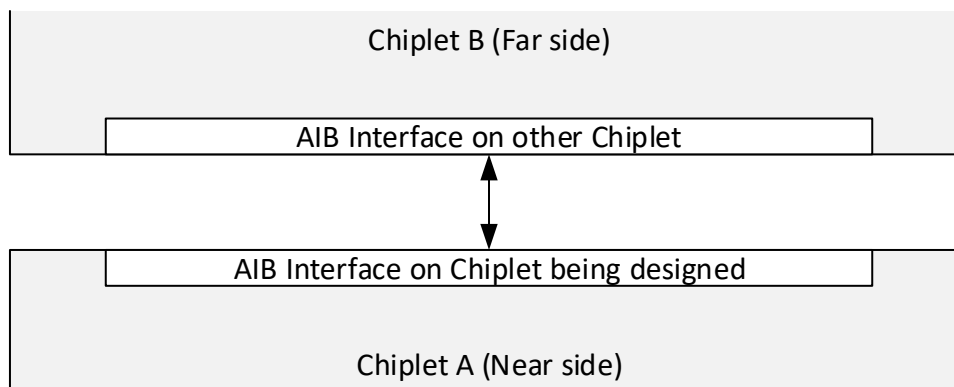 Chiplet B (Far side)
AIB Interface on other Chiplet
AIB Interface on Chiplet being designed
Chiplet A (Near side)